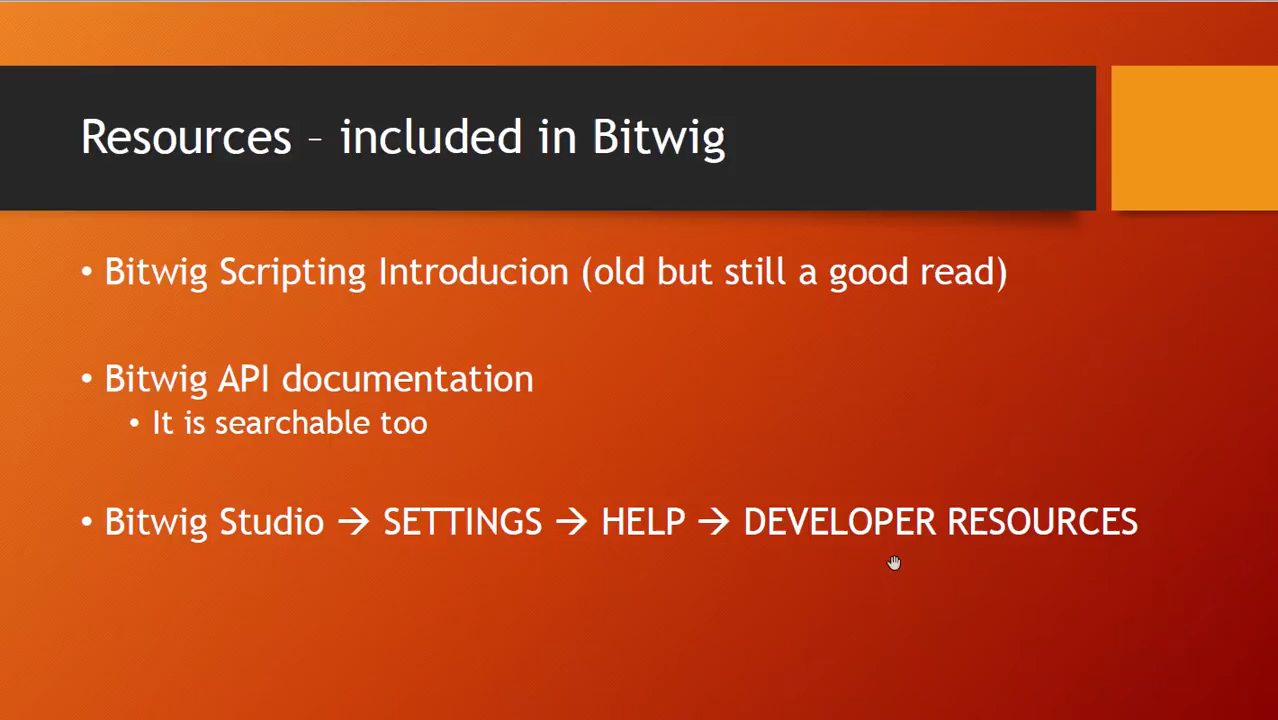 Resources – included in Bitwig
• Bitwig Scripting Introducion (old but still a good read)
• Bitwig API documentation
• It is searchable too
• Bitwig Studio → SETTINGS → HELP → DEVELOPER RESOURCES